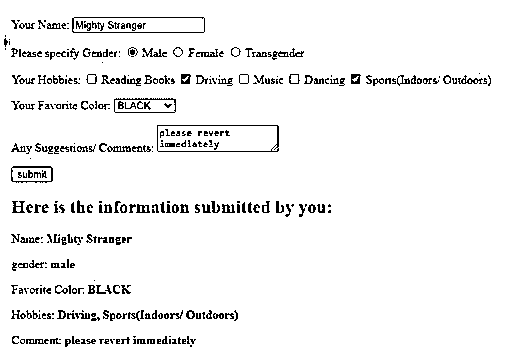 Your Name: Mighty Stranger
Please specify Gender: Male Female Transgender
Your Hobbies: Reading Books Driving Music Dancing Sports(Indoors/ Outdoors)
Your Favorite Color: BLACK
Any Suggestions/ Comments: please revert
immediately
submit
Here is the information submitted by you:
Name: Mighty Stranger
gender: male
Favorite Color: BLACK
Hobbies: Driving, Sports(Indoors/ Outdoors)
Comment: please revert immediately